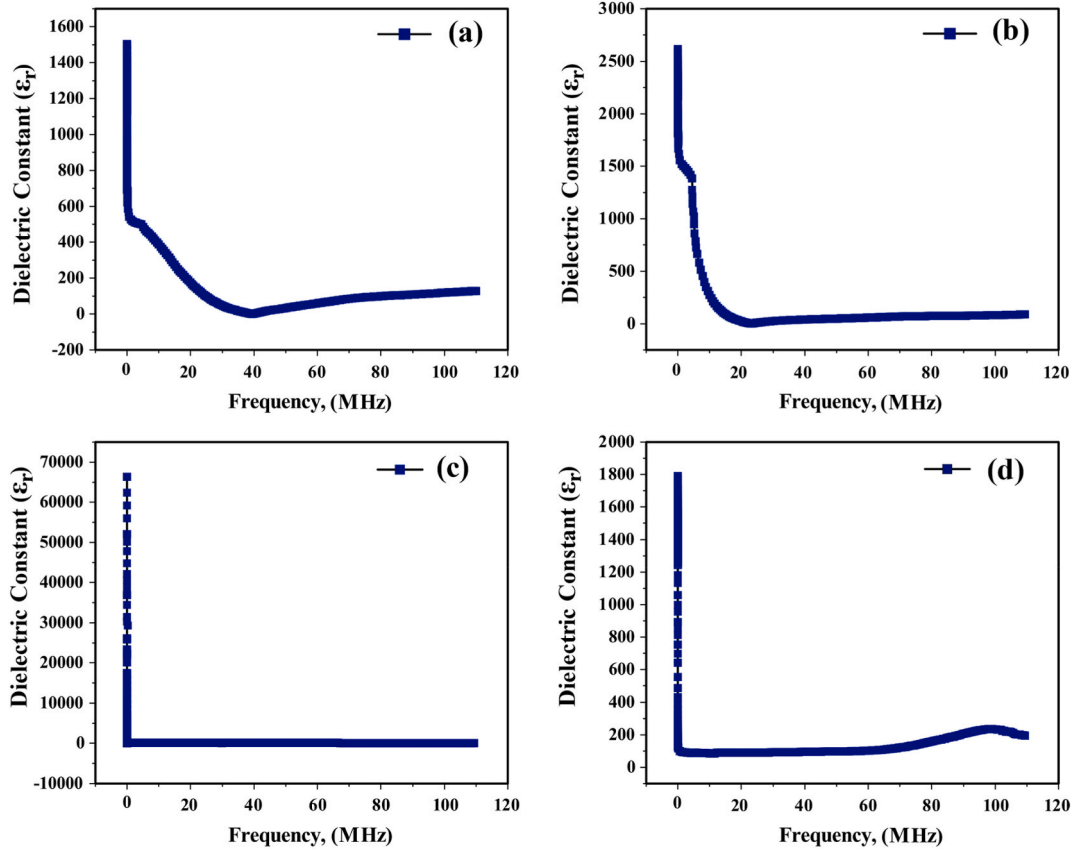 (a)
Dielectric Constant (εr)
1600
1400
1200
1000
800
600
400
200
0
-200
0 20 40 60 80 100 120
Frequency, (MHz)
(b)
Dielectric Constant (εr)
3000
2500
2000
1500
1000
500
0
0 20 40 60 80 100 120
Frequency, (MHz)
(c)
Dielectric Constant (εr)
70000
60000
50000
40000
30000
20000
10000
0
-10000
0 20 40 60 80 100 120
Frequency, (MHz)
(d)
Dielectric Constant (εr)
2000
1800
1600
1400
1200
1000
800
600
400
200
0
0 20 40 60 80 100 120
Frequency, (MHz)